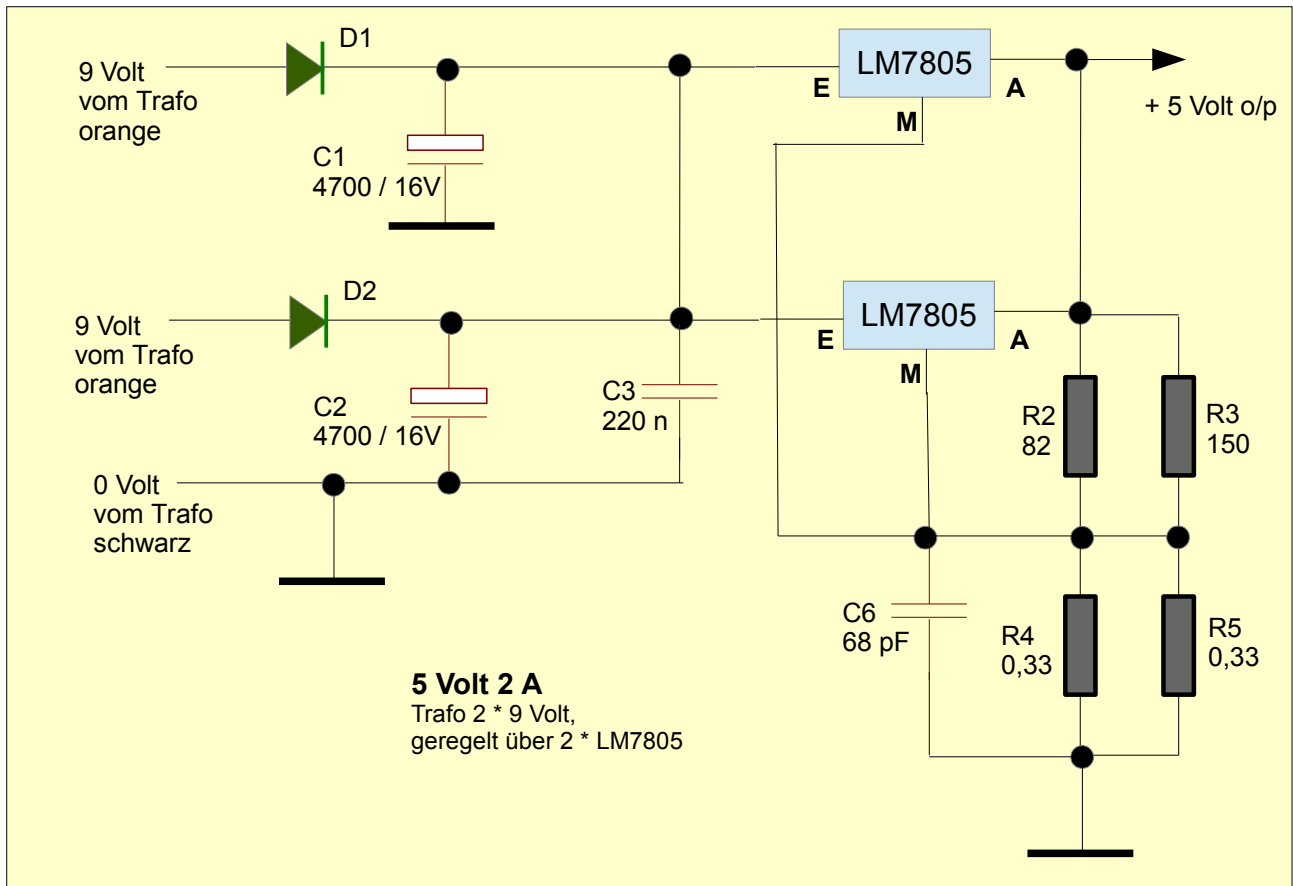 D1
9 Volt
vom Trafo
orange
LM7805
E
A
M
+ 5 Volt o/p
C1
4700 / 16V
D2
9 Volt
vom Trafo
orange
LM7805
E
A
M
C2
4700 / 16V
C3
220 n
R2
82
R3
150
0 Volt
vom Trafo
schwarz
C6
68 pF
R4
0,33
R5
0,33
5 Volt 2 A
Trafo 2 * 9 Volt,
geregelt über 2 * LM7805